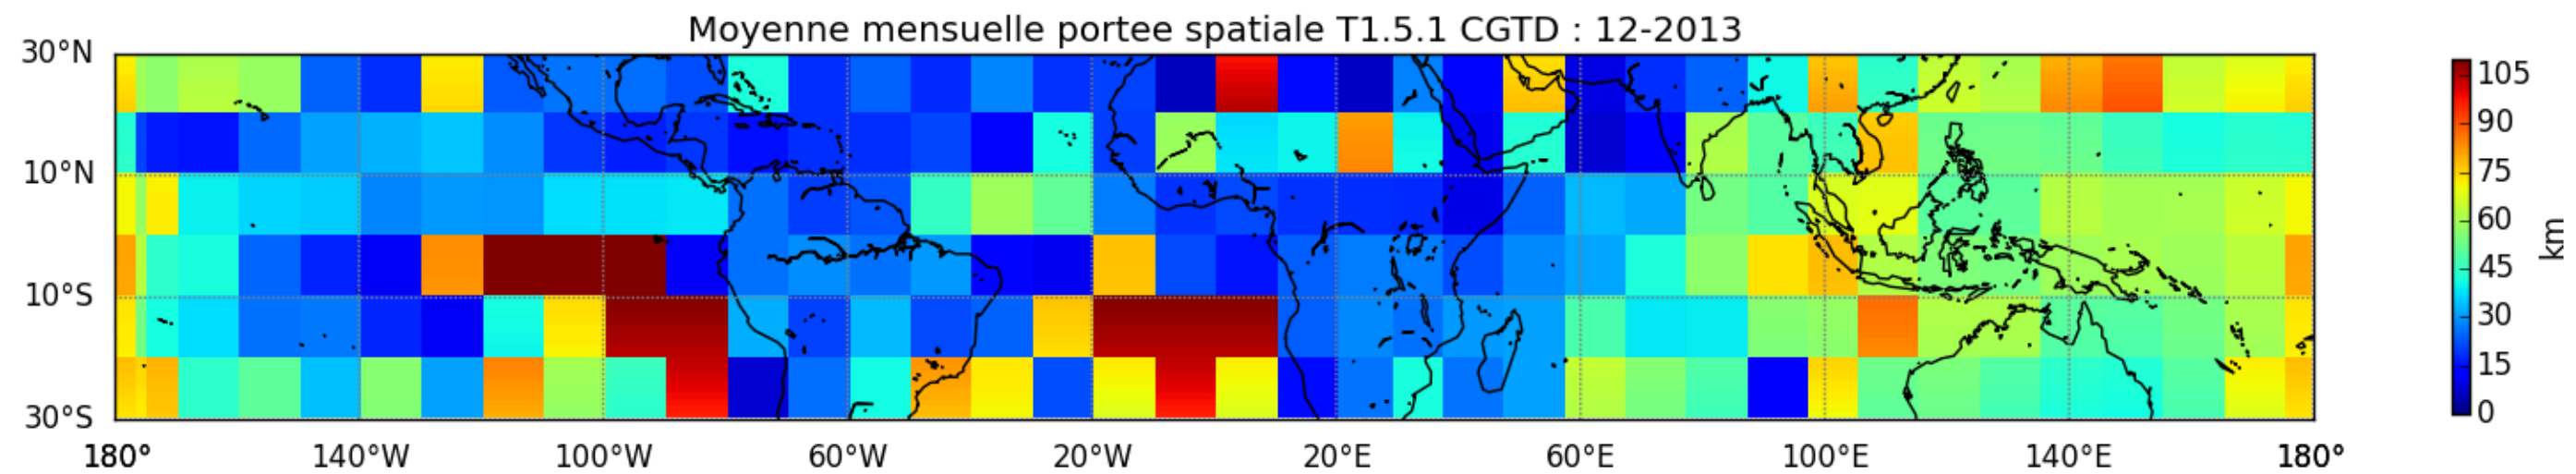 Moyenne mensuelle portee spatiale T1.5.1 CGTD : 12-2013
30°N
10°N
10°S
30°S
180° 140°W 100°W 60°W 20°W 20°E 60°E 100°E 140°E 180°
105
90
75
60
45
30
15
0
km